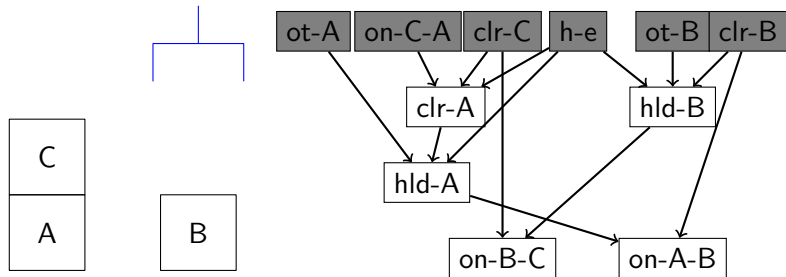 ot-A on-C-A clr-C h-e ot-B clr-B
clr-A hld-B
C
hld-A
A B
on-B-C on-A-B